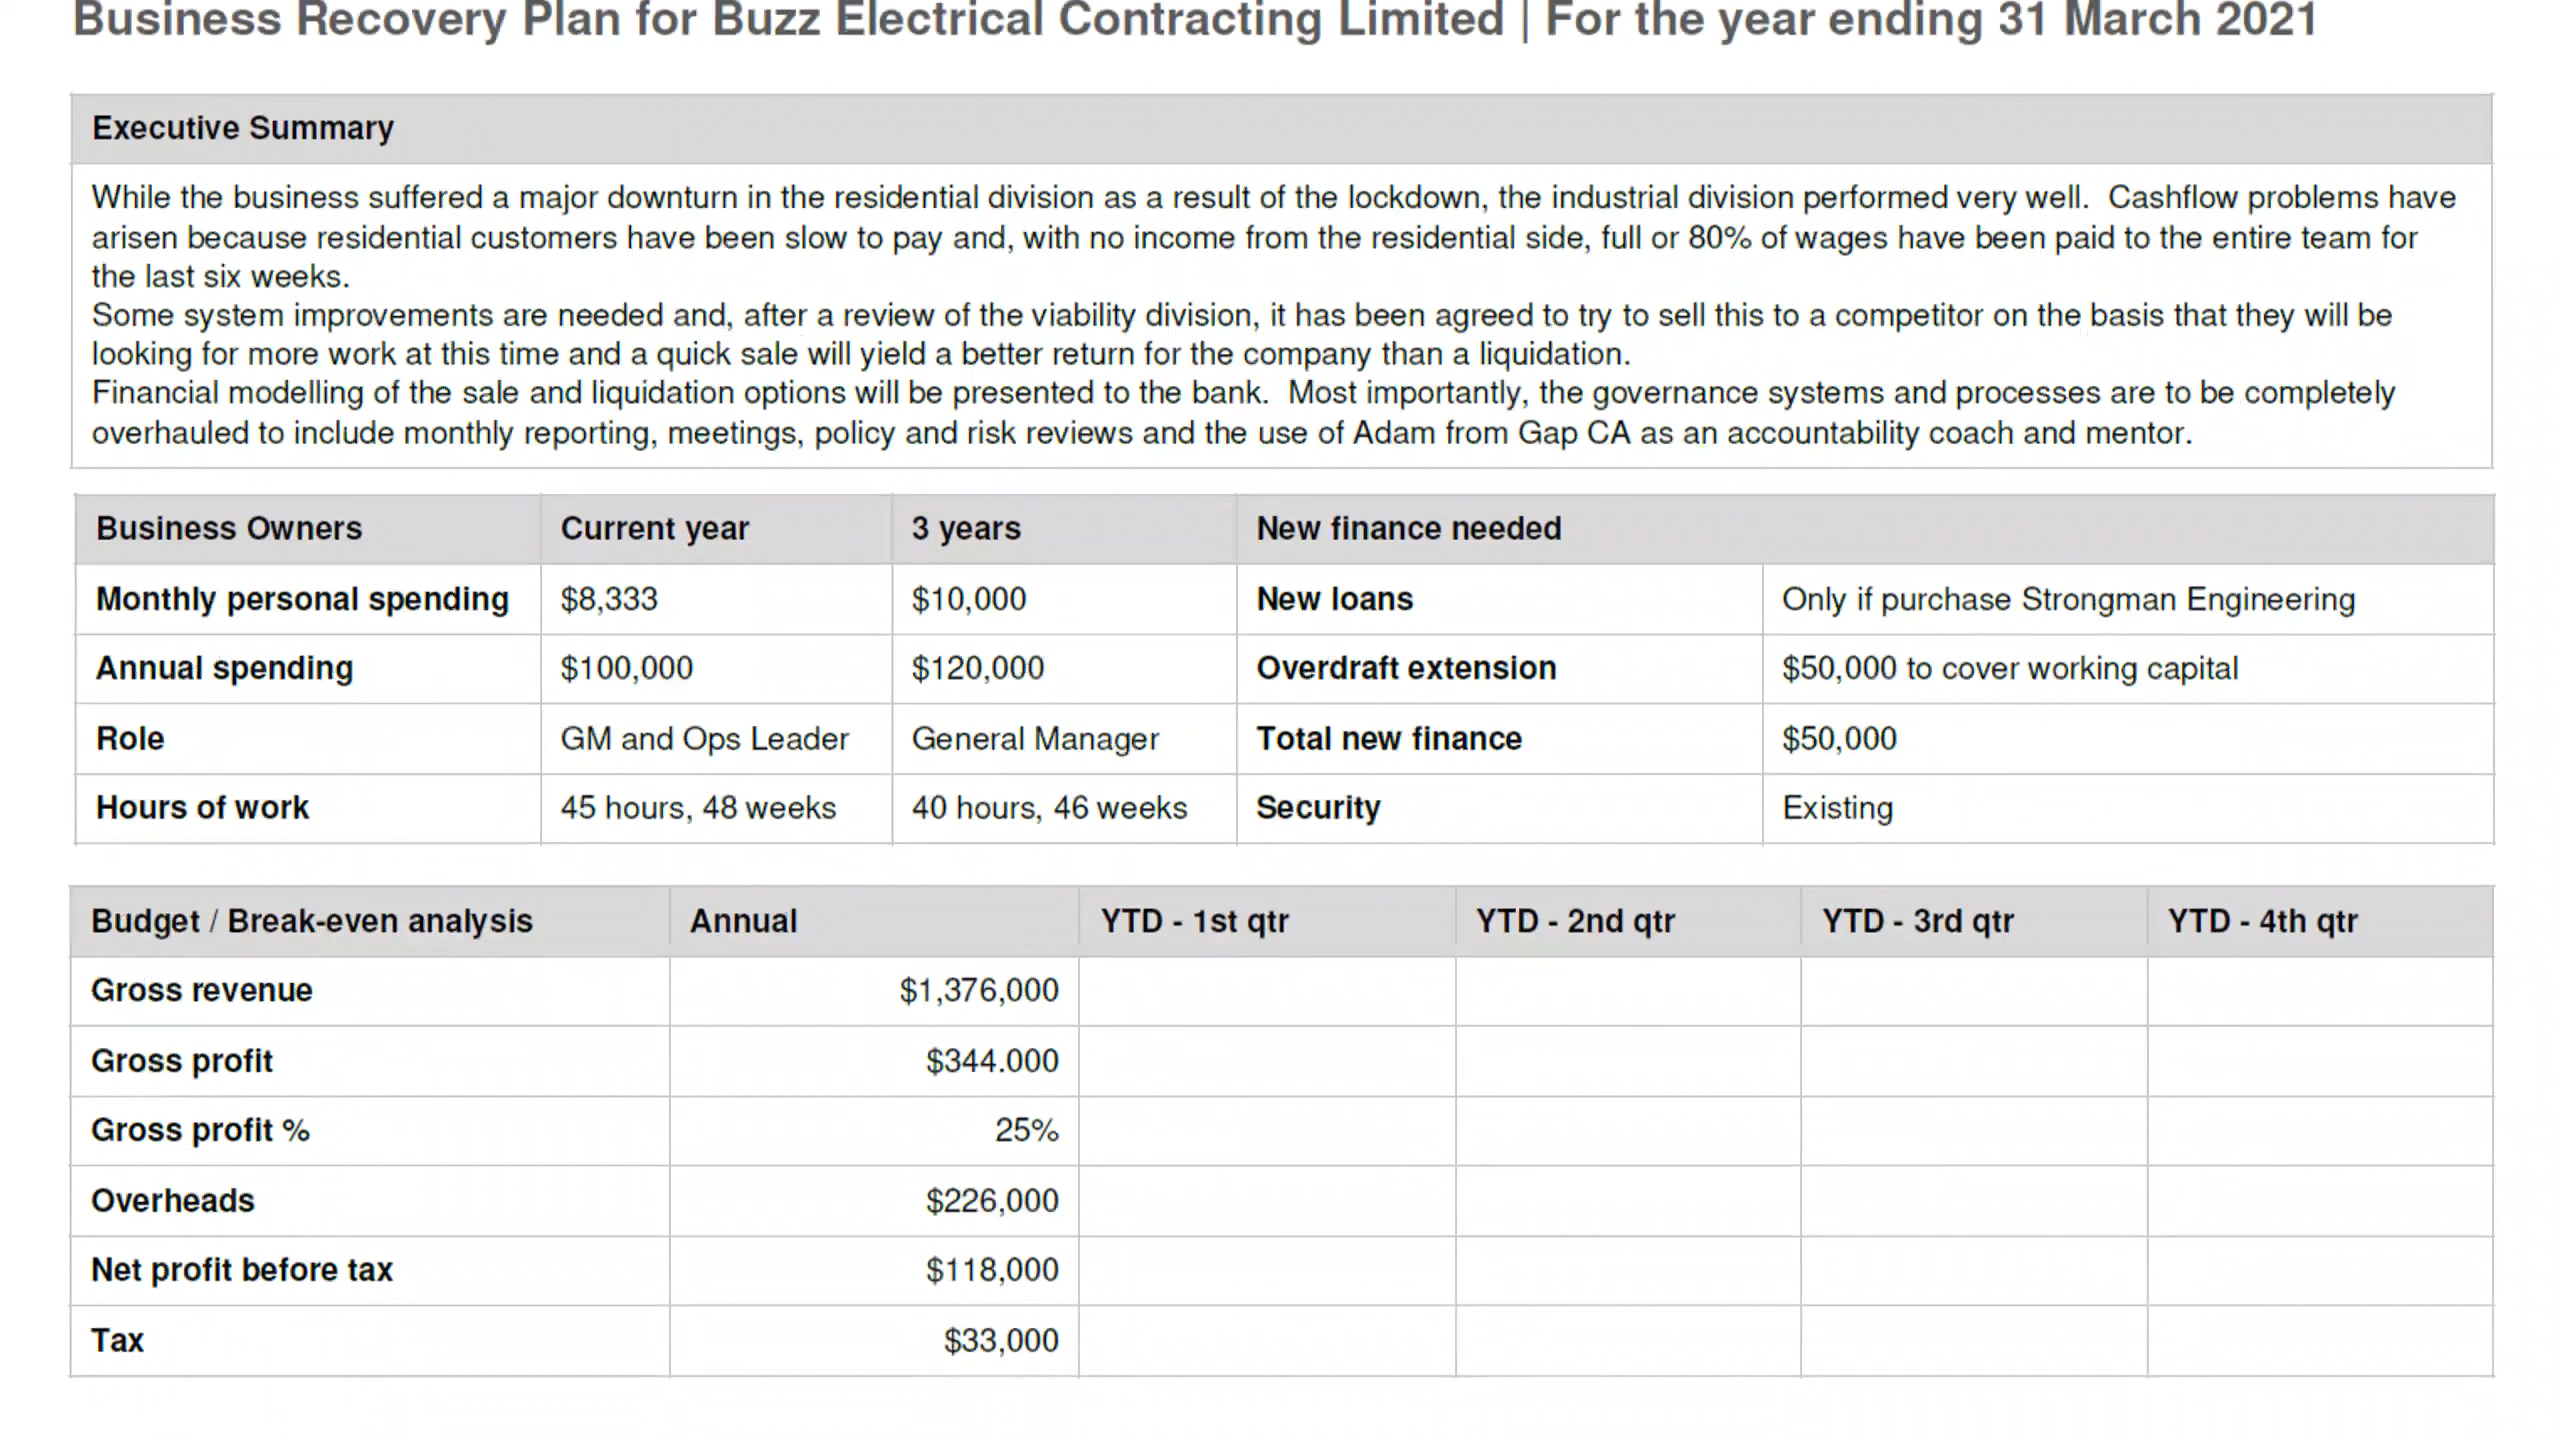 Business Recovery Plan for Buzz Electrical Contracting Limited | For the year ending 31 March 2021
Executive Summary
While the business suffered a major downturn in the residential division as a result of the lockdown, the industrial division performed very well.  Cashflow problems have
arisen because residential customers have been slow to pay and, with no income from the residential side, full or 80% of wages have been paid to the entire team for
the last six weeks.
Some system improvements are needed and, after a review of the viability division, it has been agreed to try to sell this to a competitor on the basis that they will be
looking for more work at this time and a quick sale will yield a better return for the company than a liquidation.
Financial modelling of the sale and liquidation options will be presented to the bank.  Most importantly, the governance systems and processes are to be completely
overhauled to include monthly reporting, meetings, policy and risk reviews and the use of Adam from Gap CA as an accountability coach and mentor.
Business Owners Current year 3 years New finance needed
Monthly personal spending $8,333 $10,000 New loans Only if purchase Strongman Engineering
Annual spending $100,000 $120,000 Overdraft extension $50,000 to cover working capital
Role GM and Ops Leader General Manager Total new finance $50,000
Hours of work 45 hours, 48 weeks 40 hours, 46 weeks Security Existing
Budget / Break-even analysis Annual YTD - 1st qtr YTD - 2nd qtr YTD - 3rd qtr YTD - 4th qtr
Gross revenue $1,376,000
Gross profit $344.000
Gross profit % 25%
Overheads $226,000
Net profit before tax $118,000
Tax $33,000